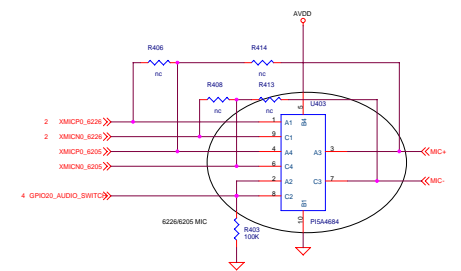 AVDD
R406
R414
nc
nc
R408
R413
nc
nc
U403
5
B4
2 XMICP0_6226 1 A1
2 XMICN0_6226 9 C1
XMICP0_6205 4 A4 A3 3 MIC+
XMICN0_6205 6 C4
2 A2 C3 7 MIC-
4 GPIO20_AUDIO_SWITCH 8 C2
B1
10
6226/6205 MIC
PI5A4684
R403
100K